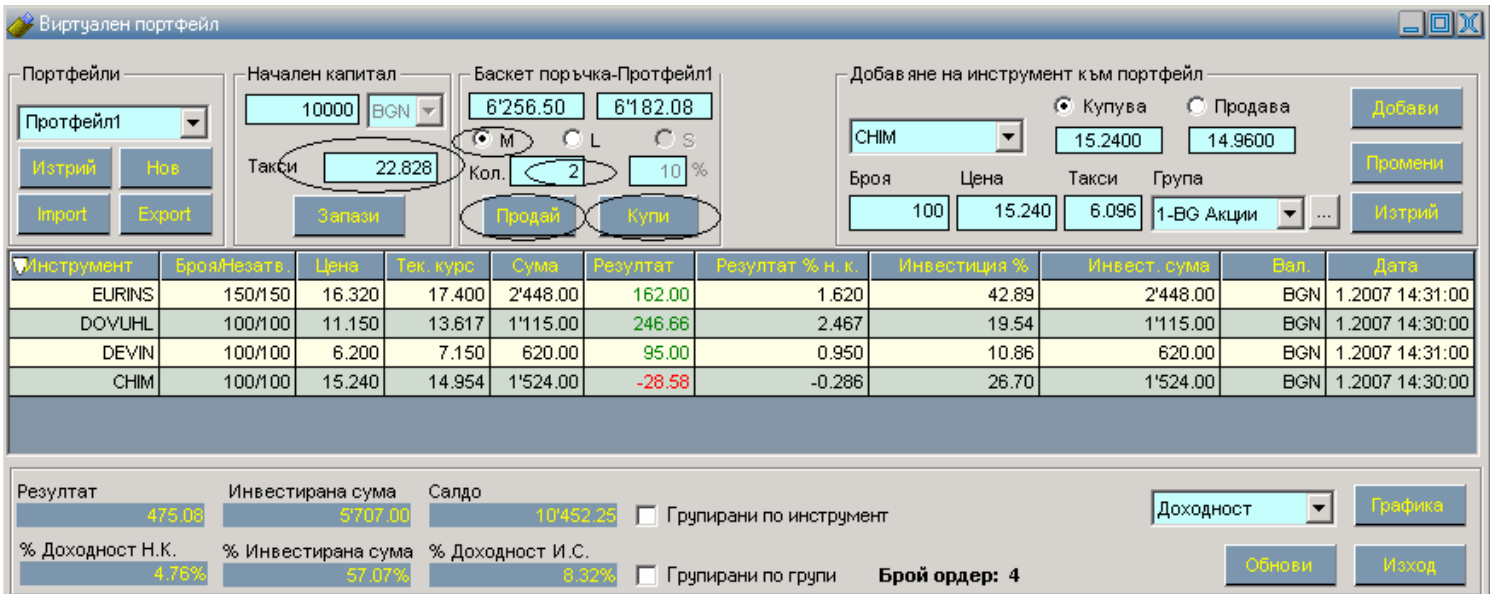 Виртуален портфейл
Портфейли
Протфейл1
Изтрий Нов
Import Export
Начален капитал
10000 BGN
Такси 22.828
Запази
Баскет поръчка-Протфейл1
6'256.50 6'182.08
M L S
Кол. 2 10 %
Продай Купи
Добавяне на инструмент към портфейл
Купува Продава
CHIM 15.2400 14.9600
Броя Цена Такси Група
100 15.240 6.096 1-BG Акции ...
Добави
Промени
Изтрий
Инструмент Броя/Незатв. Цена Тек. курс Сума Резултат Резултат % н. к. Инвестиция % Инвест. сума Вал. Дата
EURINS 150/150 16.320 17.400 2'448.00 162.00 1.620 42.89 2'448.00 BGN 1.2007 14:31:00
DOVUHL 100/100 11.150 13.617 1'115.00 246.66 2.467 19.54 1'115.00 BGN 1.2007 14:30:00
DEVIN 100/100 6.200 7.150 620.00 95.00 0.950 10.86 620.00 BGN 1.2007 14:31:00
CHIM 100/100 15.240 14.954 1'524.00 -28.58 -0.286 26.70 1'524.00 BGN 1.2007 14:30:00
Резултат Инвестирана сума Салдо
475.08 5'707.00 10'452.25 Групирани по инструмент Доходност Графика
% Доходност Н.К. % Инвестирана сума % Доходност И.С.
4.76% 57.07% 8.32% Групирани по групи Брой ордер: 4 Обнови Изход